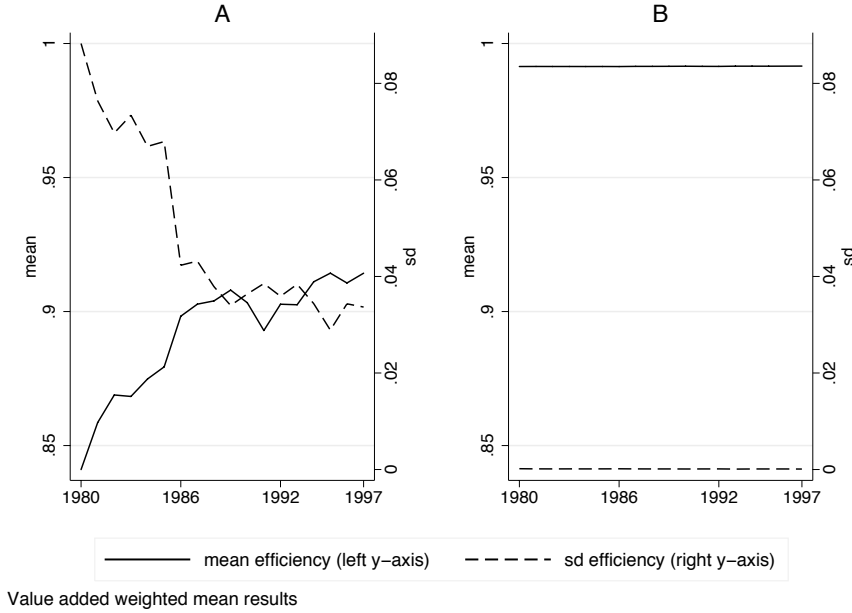 A
B
1
.95
.9
.85
mean
.08
.06
.04
.02
0
sd
1980 1986 1992 1997
1
.95
.9
.85
mean
.08
.06
.04
.02
0
sd
1980 1986 1992 1997
mean efficiency (left y-axis) sd efficiency (right y-axis)
Value added weighted mean results